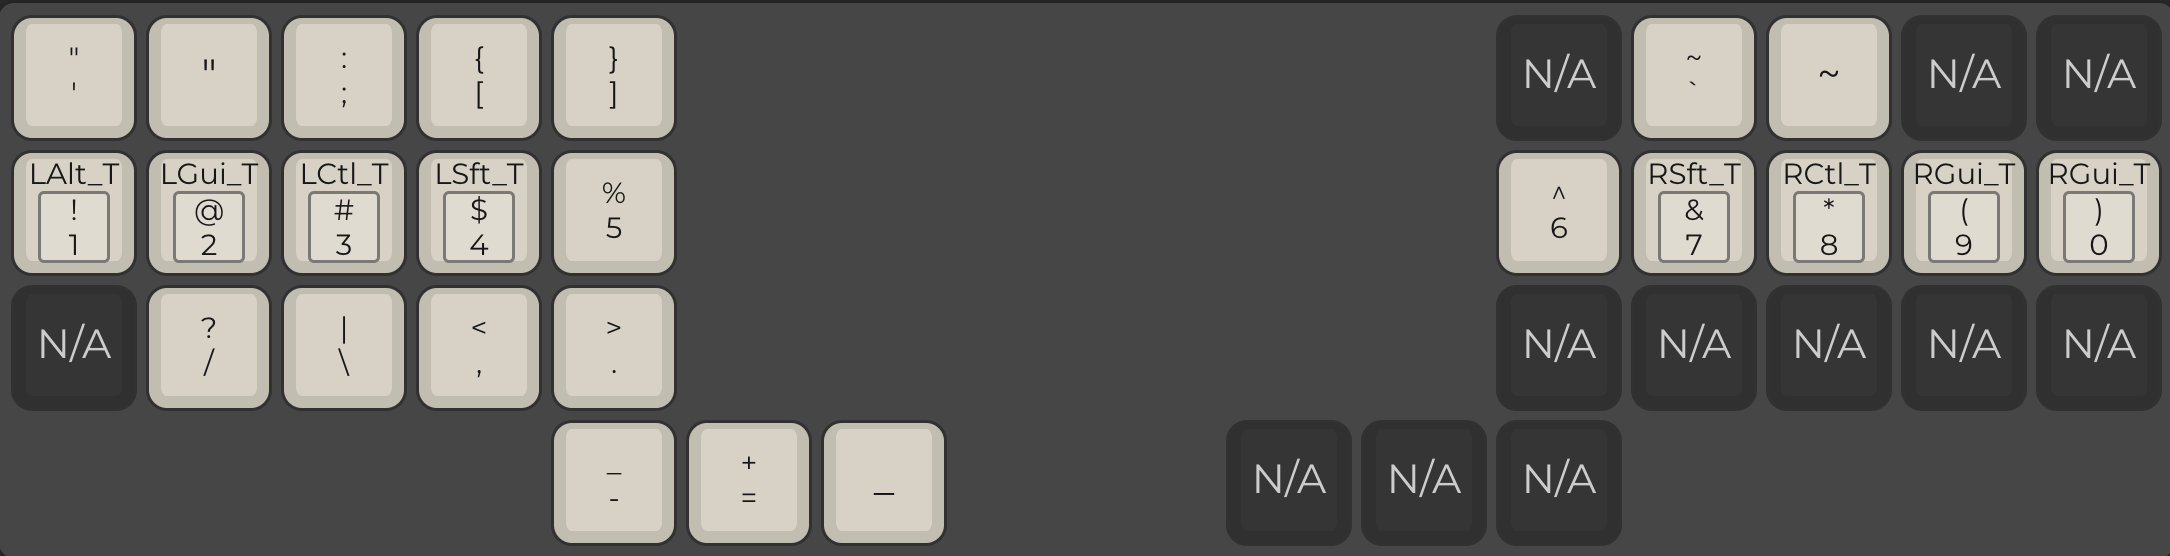 " " : { } N/A ~ ~ N/A N/A
' ; [ ] `
LAlt_T LGui_T LCtl_T LSft_T % ^ RSft_T RCtl_T RGui_T RGui_T
! @ # $ & * ( )
1 2 3 4 5 6 7 8 9 0
N/A ? | < > N/A N/A N/A N/A N/A
/ \ , .
_ + _ N/A N/A N/A
- =